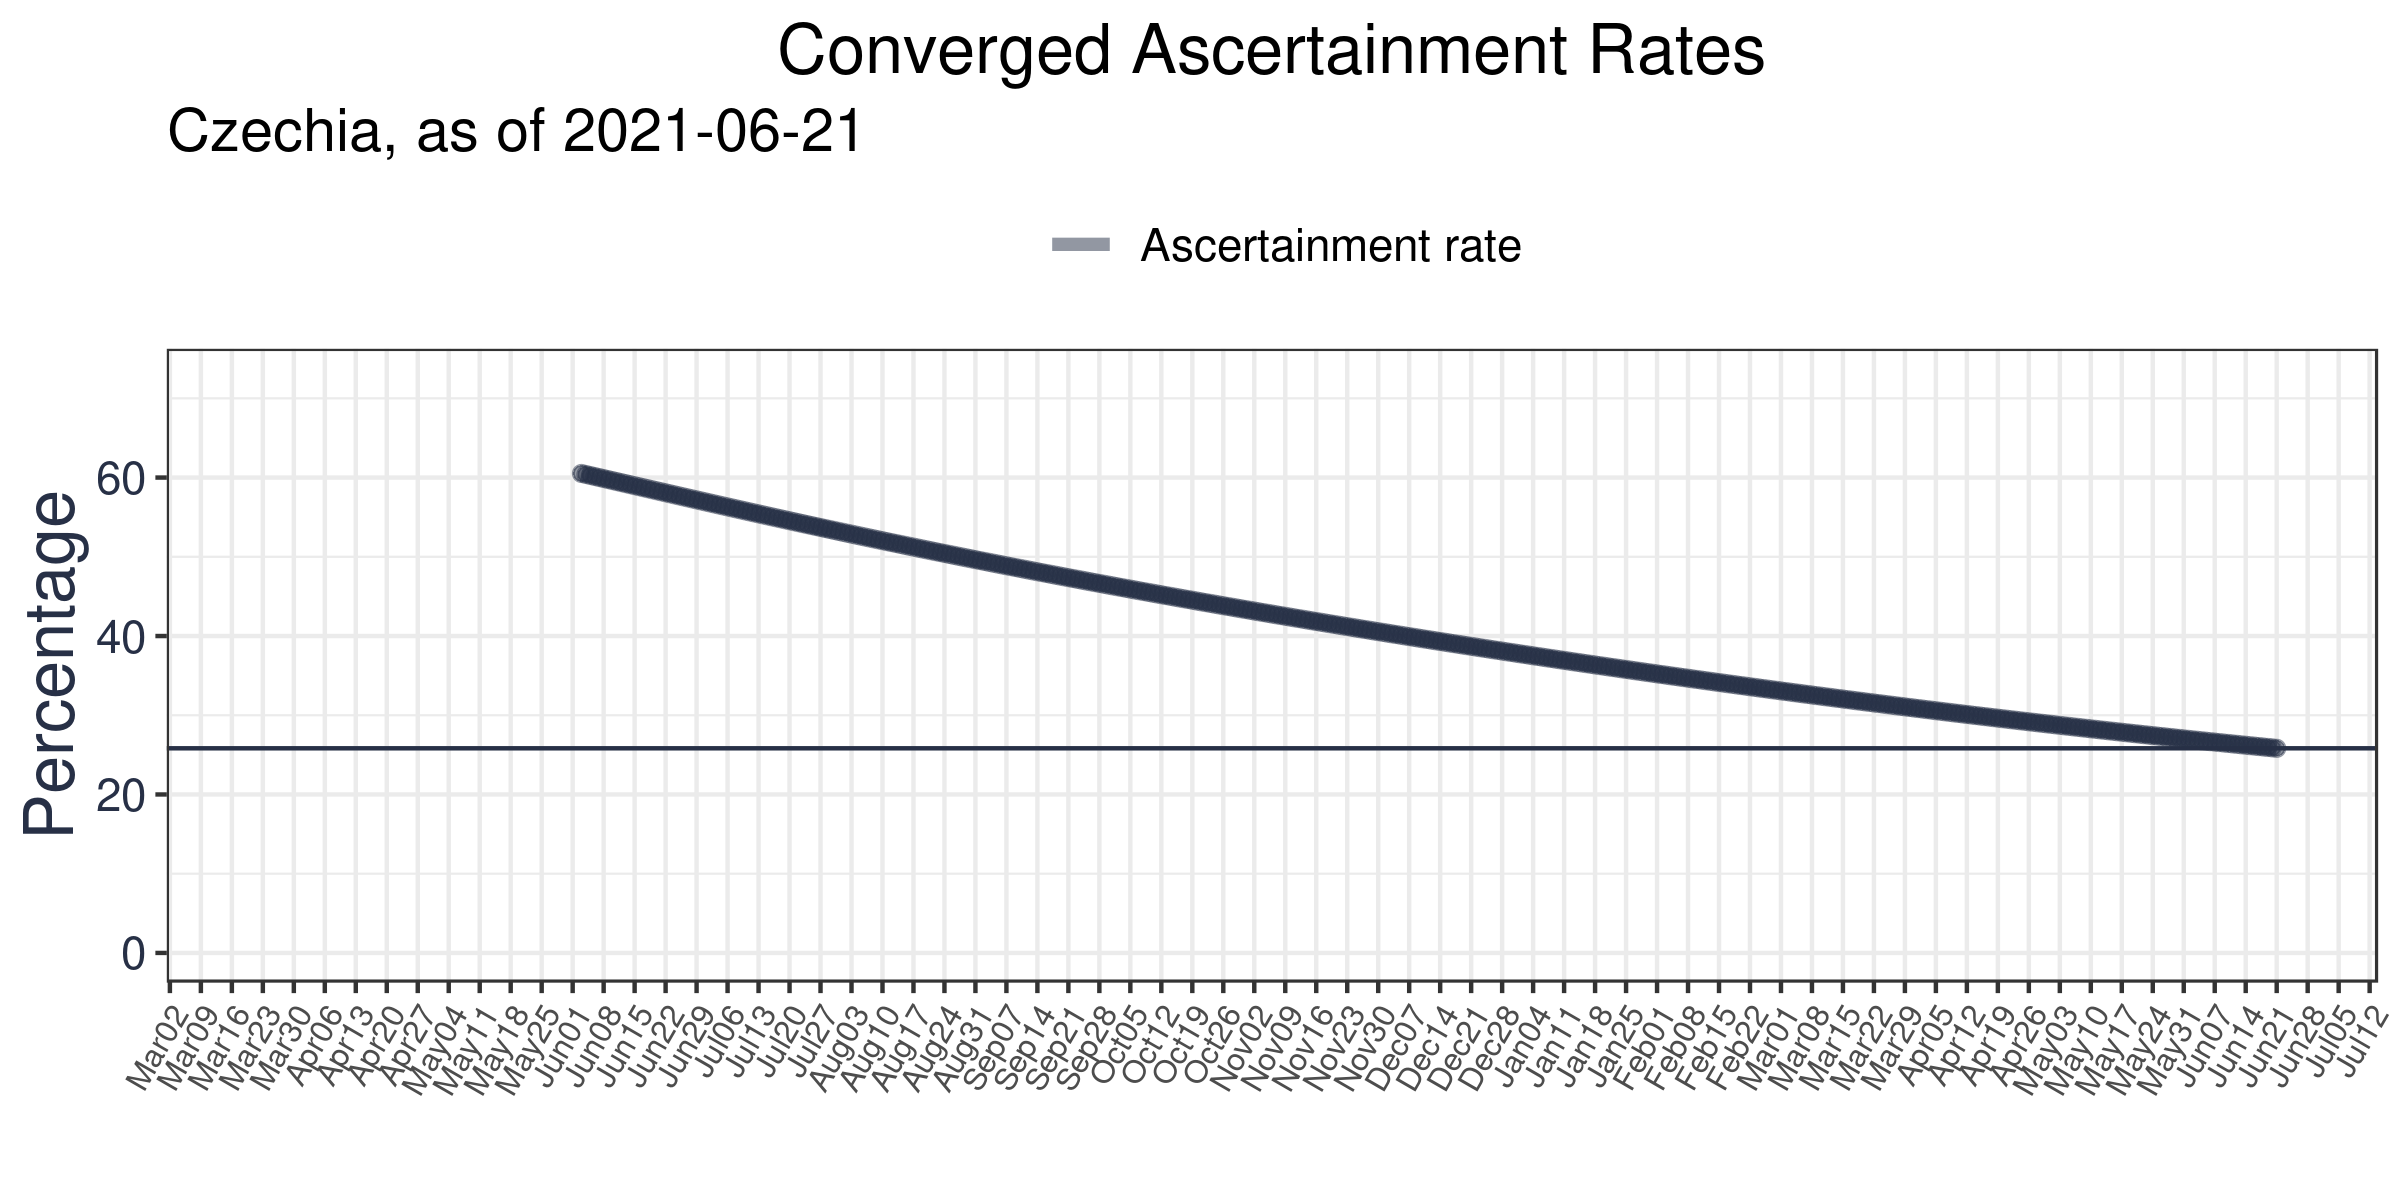 Converged Ascertainment Rates
Czechia, as of 2021-06-21
Ascertainment rate
Percentage
60
40
20
0
Mar02 Mar09 Mar16 Mar23 Mar30 Apr06 Apr13 Apr20 Apr27 May04 May11 May18 May25 Jun01 Jun08 Jun15 Jun22 Jun29 Jul06 Jul13 Jul20 Jul27 Aug03 Aug10 Aug17 Aug24 Aug31 Sep07 Sep14 Sep21 Sep28 Oct05 Oct12 Oct19 Oct26 Nov02 Nov09 Nov16 Nov23 Nov30 Dec07 Dec14 Dec21 Dec28 Jan04 Jan11 Jan18 Jan25 Feb01 Feb08 Feb15 Feb22 Mar01 Mar08 Mar15 Mar22 Mar29 Apr05 Apr12 Apr19 Apr26 May03 May10 May17 May24 May31 Jun07 Jun14 Jun21 Jun28 Jul05 Jul12